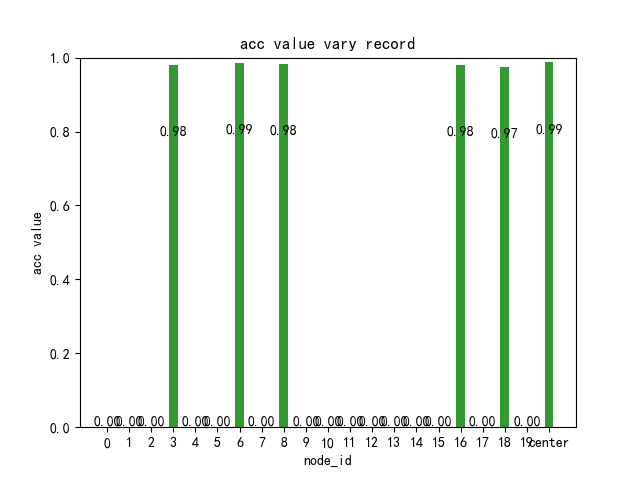 acc value vary record
acc value
1.0
0.8
0.6
0.4
0.2
0.0
0.98 0.99 0.98 0.98 0.97 0.99
0.00 0.00 0.00 0.00 0.00 0.00 0.00 0.00 0.00 0.00 0.00 0.00 0.00 0.00 0.00
0 1 2 3 4 5 6 7 8 9 10 11 12 13 14 15 16 17 18 19 center
node_id